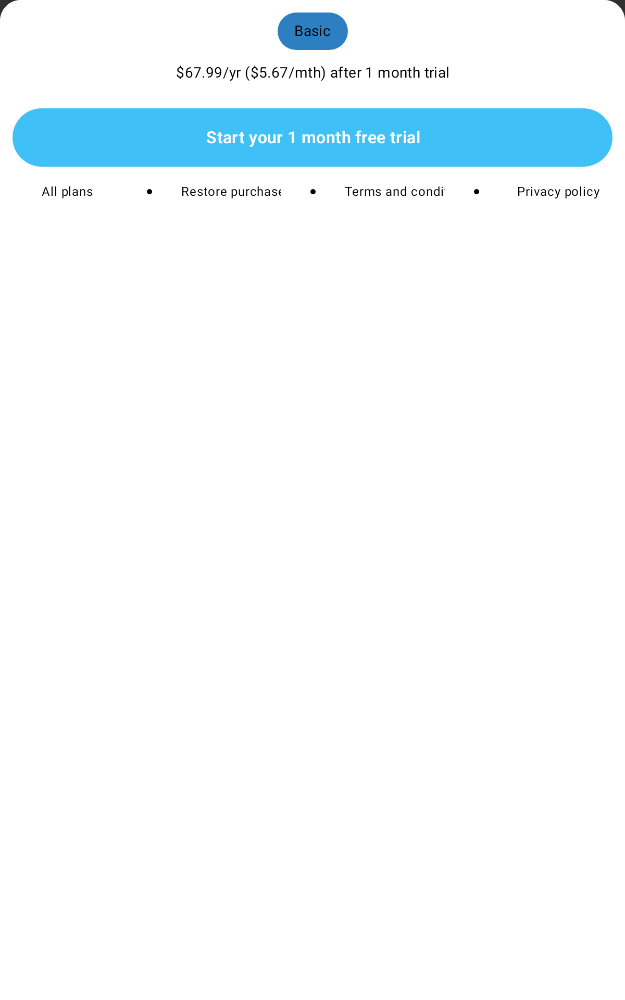 Basic
$67.99/yr ($5.67/mth) after 1 month trial
Start your 1 month free trial
All plans • Restore purchase • Terms and condi • Privacy policy